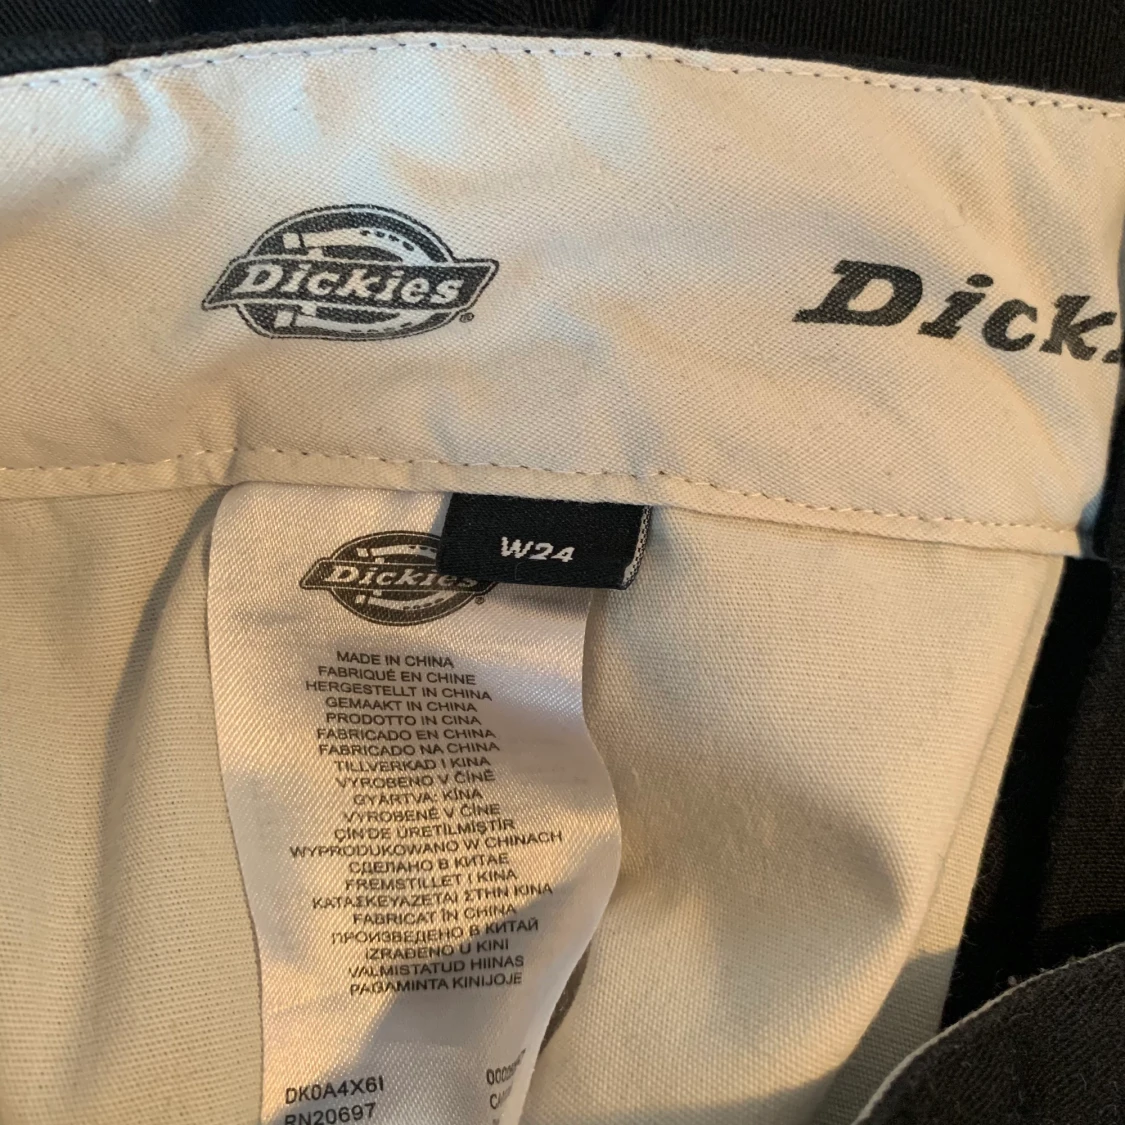 Dickies®
Dick
W24
Dickies®
MADE IN CHINA
FABRIQUÉ EN CHINE
HERGESTELLT IN CHINA
GEMAAKT IN CHINA
PRODOTTO IN CINA
FABRICADO EN CHINA
FABRICADO NA CHINA
TILLVERKAD I KINA
VYROBENO V ČÍNĚ
GYÁRTVA: KÍNA
VYROBENÉ V ČÍNE
ÇİN'DE ÜRETİLMİŞTİR
WYPRODUKOWANO W CHINACH
СДЕЛАНО В КИТАЕ
FREMSTILLET I KINA
ΚΑΤΑΣΚΕΥΑΖΕΤΑΙ ΣΤΗΝ ΚΙΝΑ
FABRICAT ÎN CHINA
ПРОИЗВЕДЕНО В КИТАЙ
IZRAĐENO U KINI
VALMISTATUD HIINAS
PAGAMINTA KINIJOJE
DK0A4X6I
RN20697